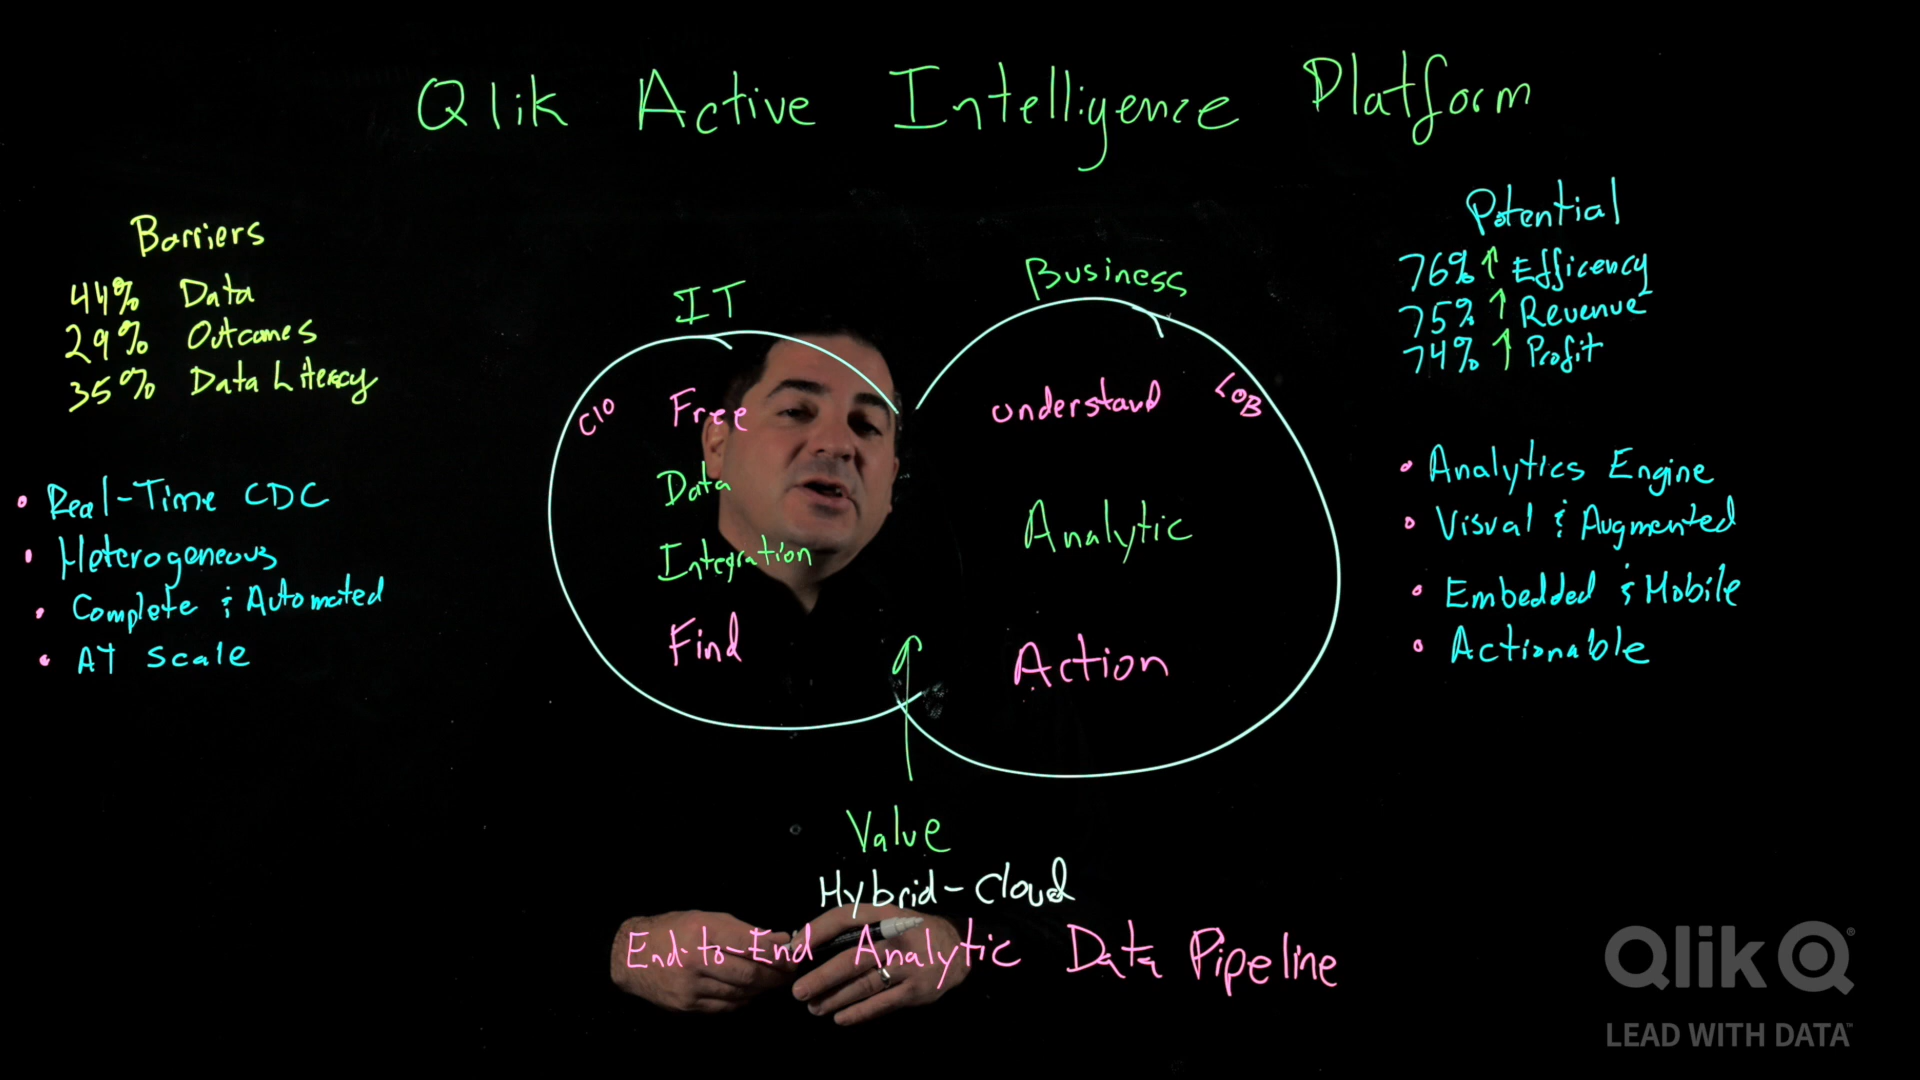 Qlik Active Intelligence Platform
Barriers
44% Data
29% Outcomes
35% Data Literacy
• Real-Time CDC
• Heterogeneous
• Complete & Automated
• AT Scale
IT
CIO
Free
Data
Integration
Find
Business
LOB
understand
Analytic
Action
Potential
76% ↑ Efficency
75% ↑ Revenue
74% ↑ Profit
• Analytics Engine
• Visual & Augmented
• Embedded & Mobile
• Actionable
Value
Hybrid-Cloud
End-to-End Analytic Data Pipeline
Qlik Q®
LEAD WITH DATA™